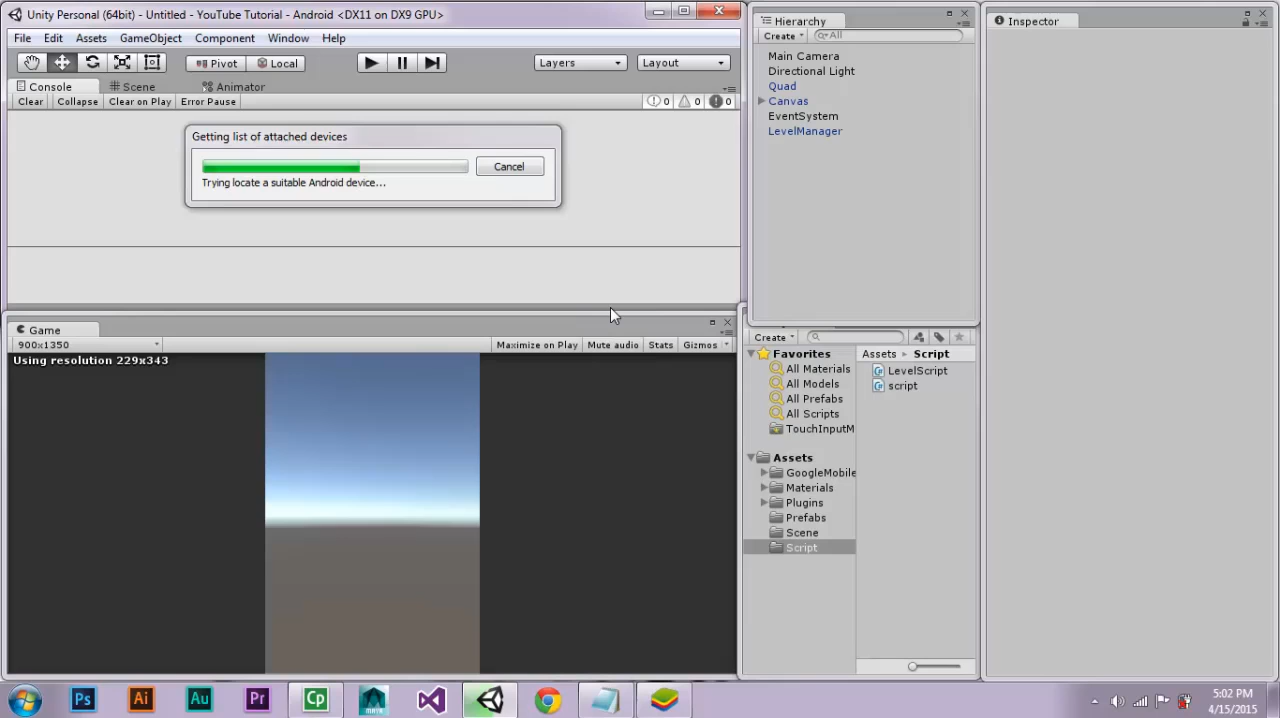 Unity Personal (64bit) - Untitled - YouTube Tutorial - Android <DX11 on DX9 GPU>
File Edit Assets GameObject Component Window Help
Pivot Local Layers Layout
Console Scene Animator
Clear Collapse Clear on Play Error Pause 0 0 0
Getting list of attached devices
Cancel
Trying locate a suitable Android device...
Game
900x1350 Maximize on Play Mute audio Stats Gizmos
Using resolution 229x343
Hierarchy
Create All
Main Camera
Directional Light
Quad
Canvas
EventSystem
LevelManager
Create
Favorites
All Materials
All Models
All Prefabs
All Scripts
TouchInputM
Assets
GoogleMobile
Materials
Plugins
Prefabs
Scene
Script
Assets Script
LevelScript
script
Inspector
Ps Ai Au Pr Cp
MAYA
5:02 PM
4/15/2015